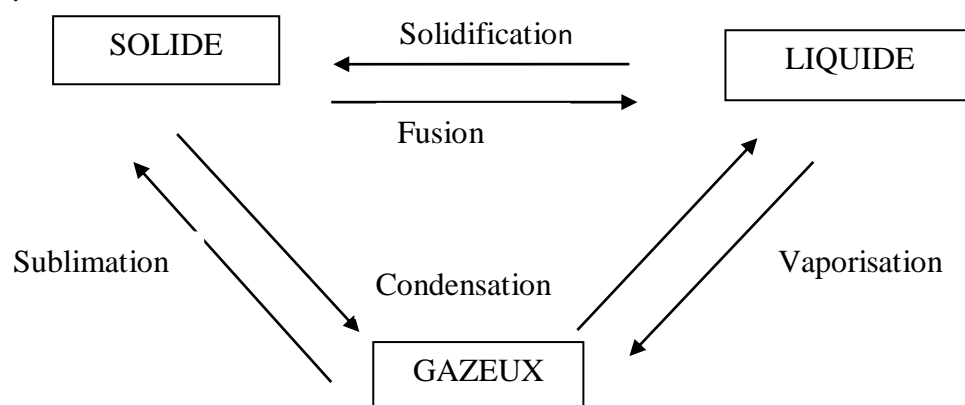 SOLIDE
Solidification
LIQUIDE
Fusion
Sublimation
Condensation
Vaporisation
GAZEUX